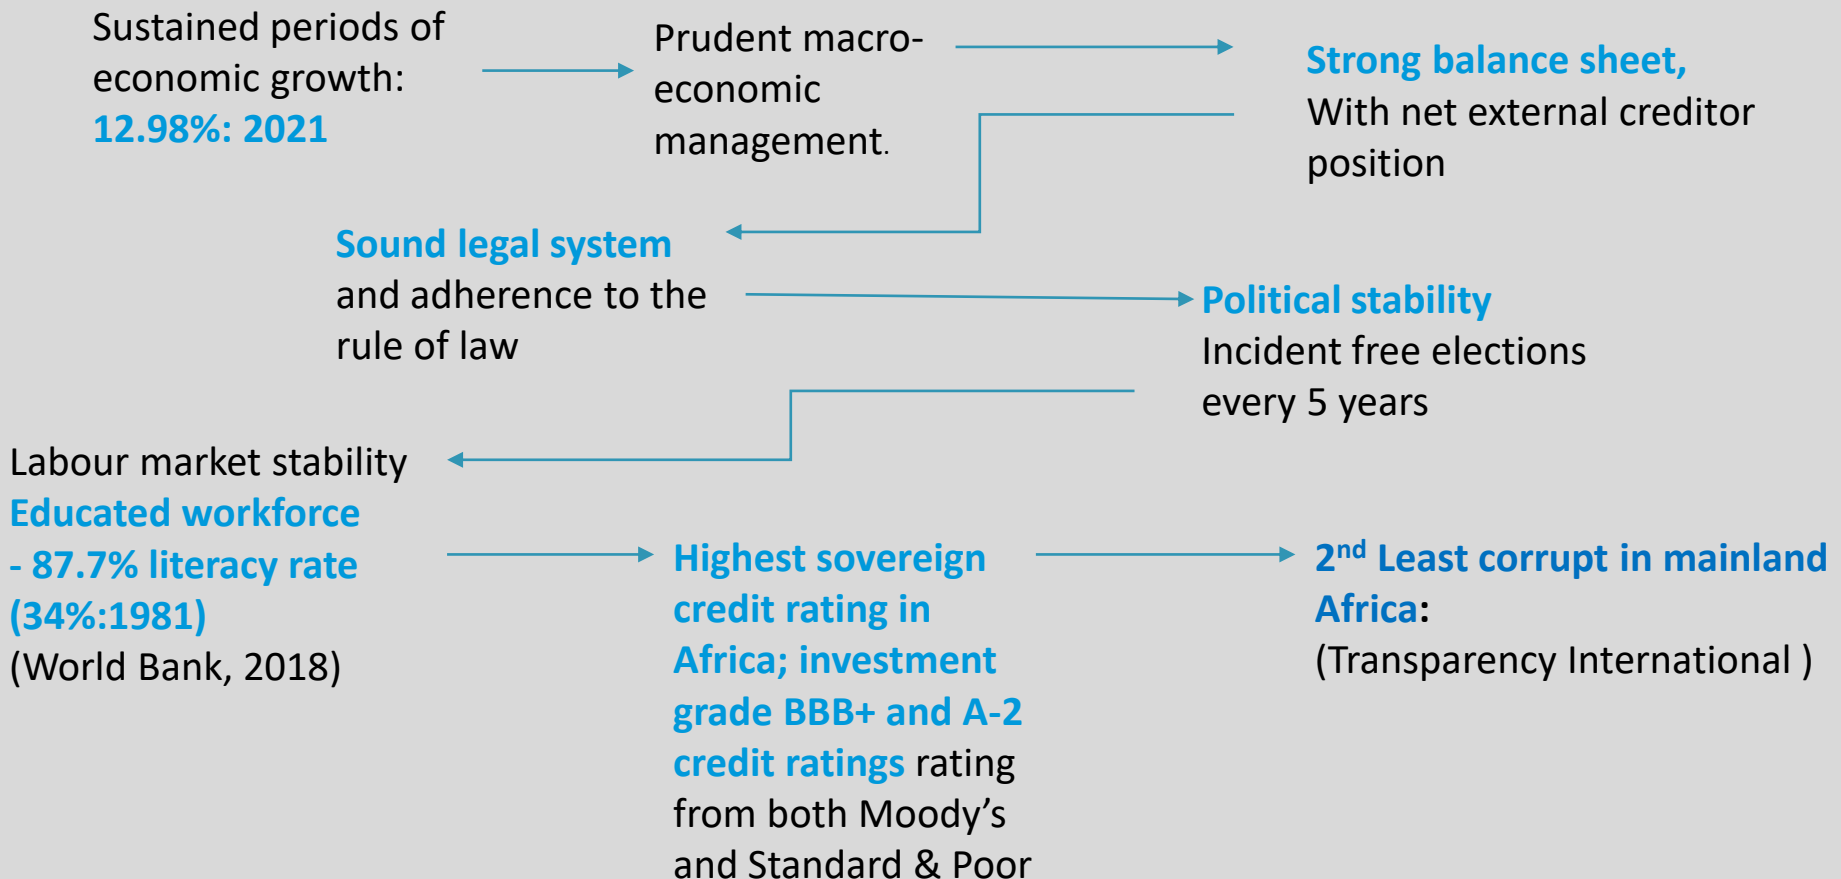 Sustained periods of
economic growth:
12.98%: 2021
Prudent macro-
economic
management.
Strong balance sheet,
With net external creditor
position
Sound legal system
and adherence to the
rule of law
Political stability
Incident free elections
every 5 years
Labour market stability
Educated workforce
- 87.7% literacy rate
(34%:1981)
(World Bank, 2018)
Highest sovereign
credit rating in
Africa; investment
grade BBB+ and A-2
credit ratings rating
from both Moody’s
and Standard & Poor
2nd Least corrupt in mainland
Africa:
(Transparency International )